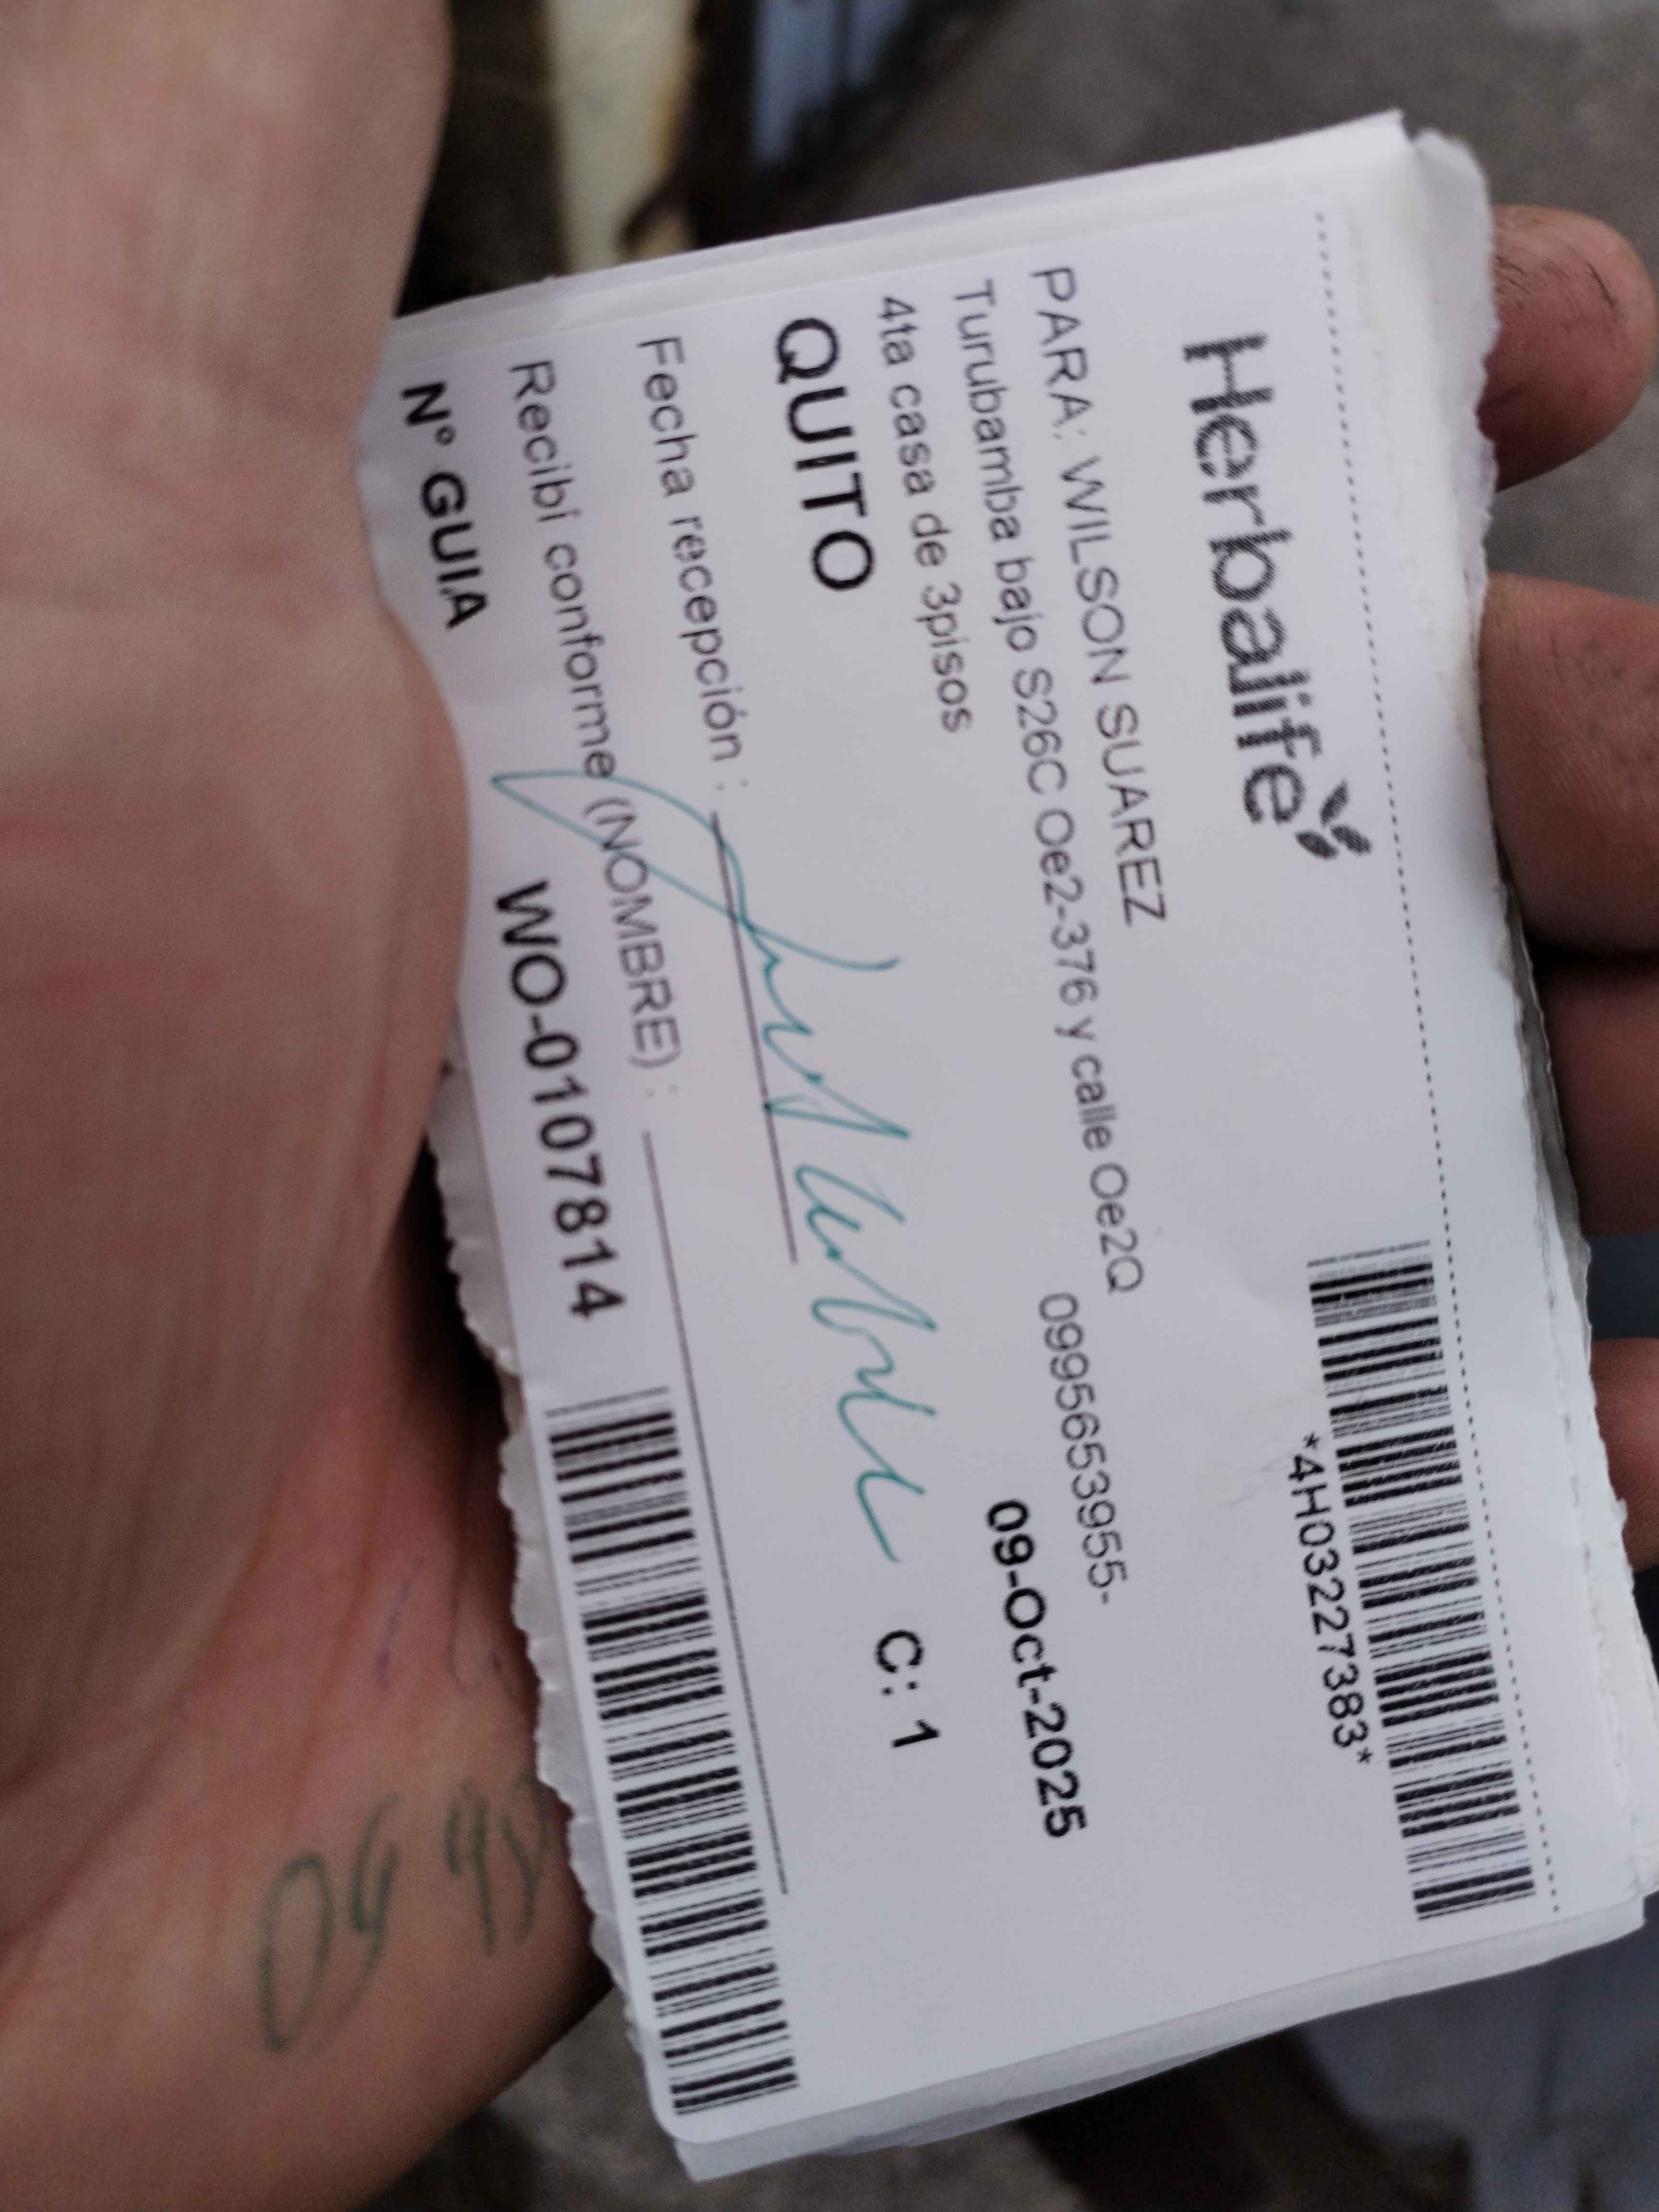 Herbalife
*4H03227383*
PARA: WILSON SUAREZ
Turubamba bajo S26C Oe2-376 y calle Oe2Q
0995653955-
4ta casa de 3pisos
09-Oct-2025
QUITO
C: 1
Fecha recepción :
Recibí conforme (NOMBRE) :
N° GUIA WO-0107814